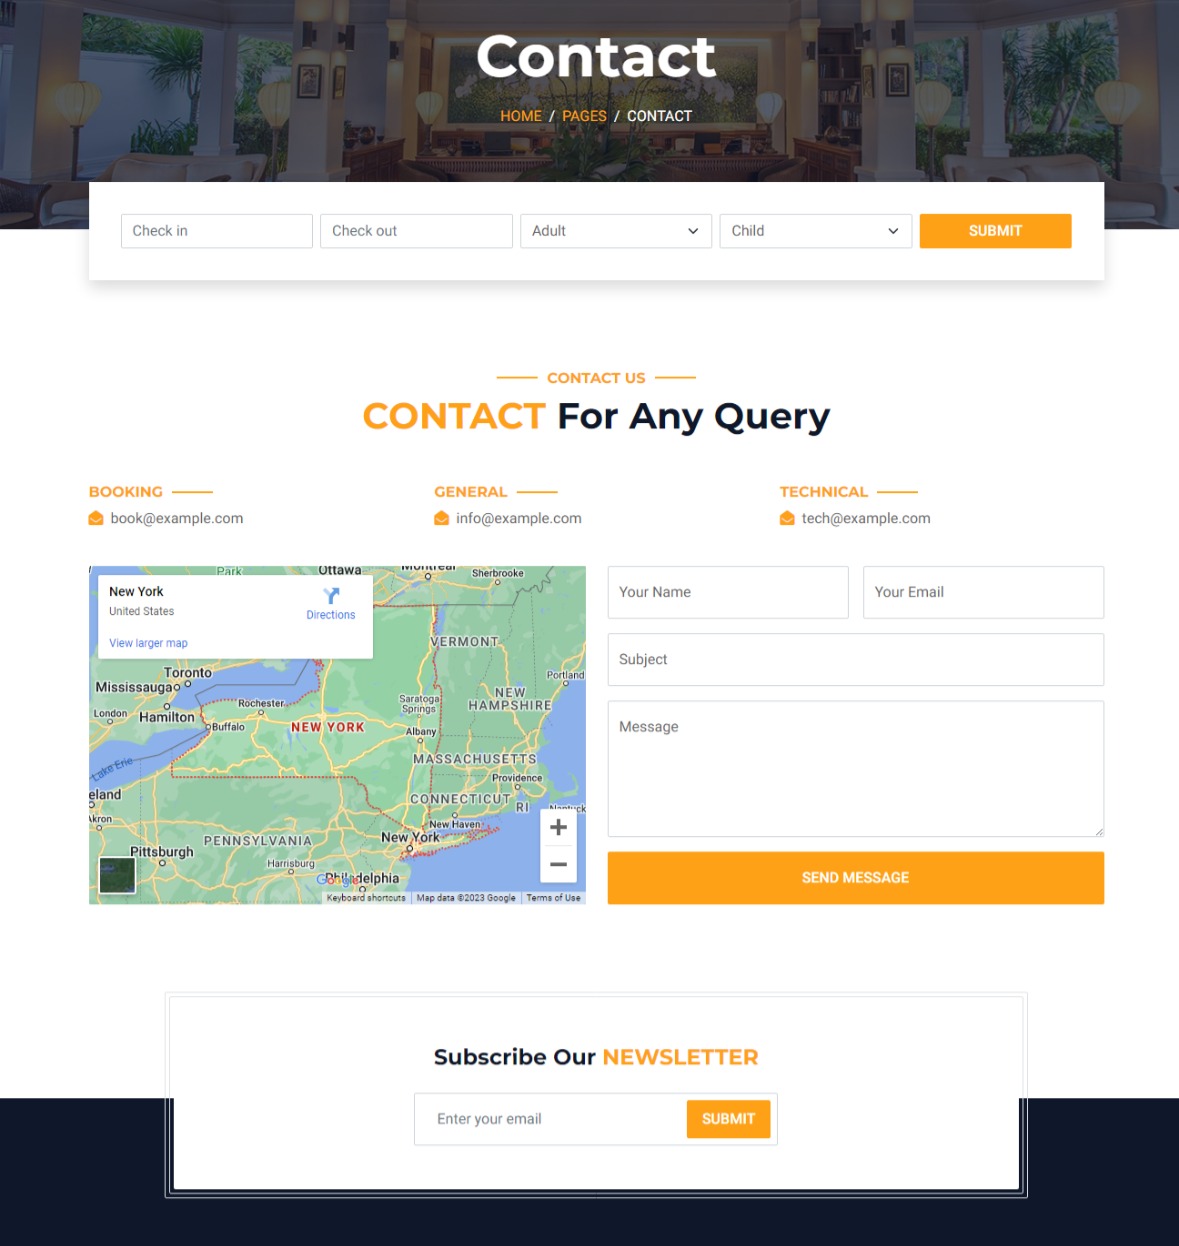 Contact
HOME / PAGES / CONTACT
Check in
Check out
Adult
Child
SUBMIT
CONTACT US
CONTACT For Any Query
BOOKING
book@example.com
GENERAL
info@example.com
TECHNICAL
tech@example.com
Park
Ottawa
Montreal
Sherbrooke
New York
United States
Directions
View larger map
VERMONT
Toronto
Mississauga
Portland
London
Hamilton
Rochester
Buffalo
NEW YORK
Saratoga
Springs
NEW
HAMPSHIRE
Albany
MASSACHUSETTS
Lake Erie
Providence
eland
CONNECTICUT
RI
Nantuck
Akron
New Haven
New York
PENNSYLVANIA
Pittsburgh
Harrisburg
Philadelphia
Google
Keyboard shortcuts
Map data ©2023 Google
Terms of Use
Your Name
Your Email
Subject
Message
SEND MESSAGE
Subscribe Our NEWSLETTER
Enter your email
SUBMIT